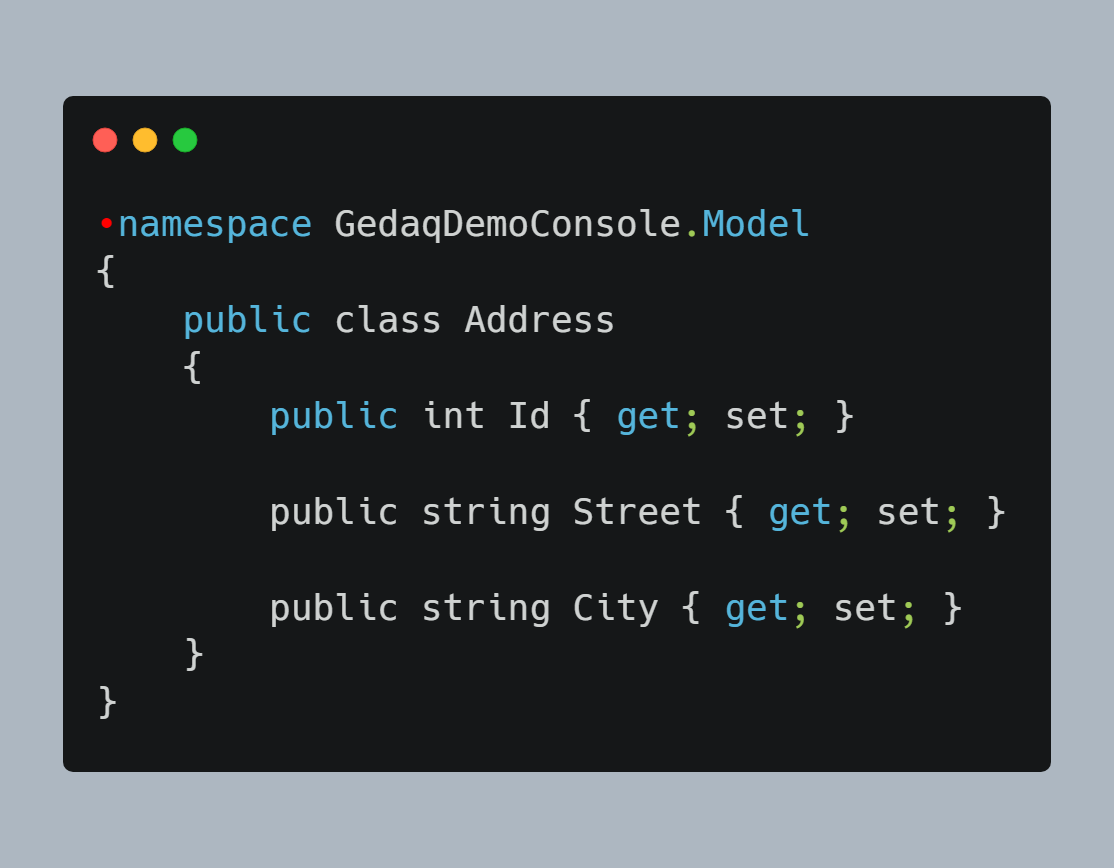 •namespace GedaqDemoConsole.Model
{
    public class Address
    {
        public int Id { get; set; }

        public string Street { get; set; }

        public string City { get; set; }
    }
}